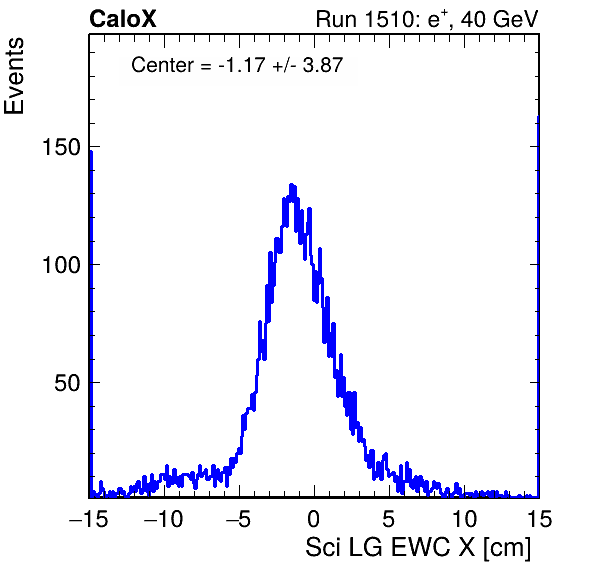 CaloX
Run 1510: e+, 40 GeV
Center = -1.17 +/- 3.87
Events
150
100
50
−15 −10 −5 0 5 10 15
Sci LG EWC X [cm]